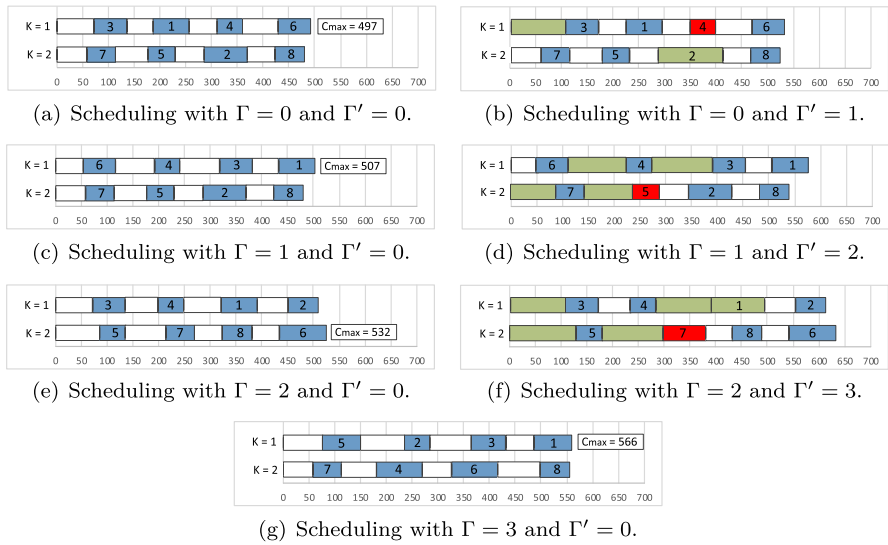 K = 1 3 1 4 6 Cmax = 497
K = 2 7 5 2 8
0 50 100 150 200 250 300 350 400 450 500 550 600 650 700
(a) Scheduling with Γ = 0 and Γ′ = 0.
K = 1 3 1 4 6
K = 2 7 5 2 8
0 50 100 150 200 250 300 350 400 450 500 550 600 650 700
(b) Scheduling with Γ = 0 and Γ′ = 1.
K = 1 6 4 3 1 Cmax = 507
K = 2 7 5 2 8
0 50 100 150 200 250 300 350 400 450 500 550 600 650 700
(c) Scheduling with Γ = 1 and Γ′ = 0.
K = 1 6 4 3 1
K = 2 7 5 2 8
0 50 100 150 200 250 300 350 400 450 500 550 600 650 700
(d) Scheduling with Γ = 1 and Γ′ = 2.
K = 1 3 4 1 2
K = 2 5 7 8 6 Cmax = 532
0 50 100 150 200 250 300 350 400 450 500 550 600 650 700
(e) Scheduling with Γ = 2 and Γ′ = 0.
K = 1 3 4 1 2
K = 2 5 7 8 6
0 50 100 150 200 250 300 350 400 450 500 550 600 650 700
(f) Scheduling with Γ = 2 and Γ′ = 3.
K = 1 5 2 3 1 Cmax = 566
K = 2 7 4 6 8
0 50 100 150 200 250 300 350 400 450 500 550 600 650 700
(g) Scheduling with Γ = 3 and Γ′ = 0.